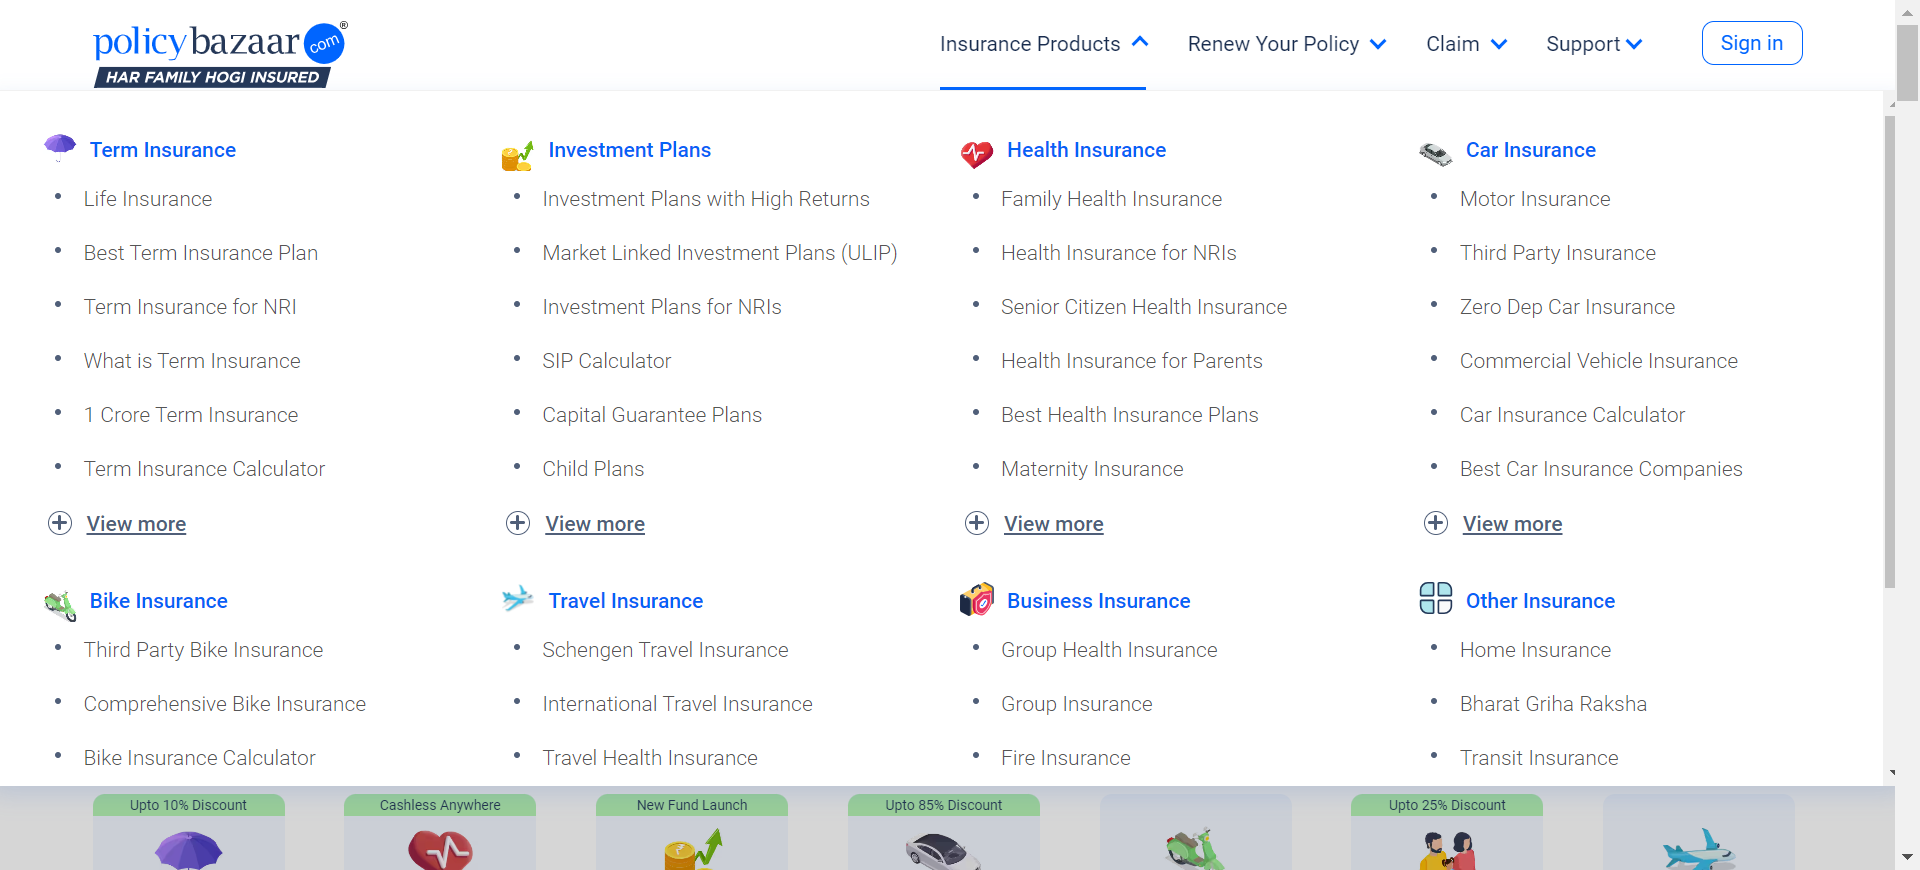 policybazaar com ®
HAR FAMILY HOGI INSURED
Insurance Products
Renew Your Policy
Claim
Support
Sign in
Term Insurance
Life Insurance
Best Term Insurance Plan
Term Insurance for NRI
What is Term Insurance
1 Crore Term Insurance
Term Insurance Calculator
View more
Investment Plans
Investment Plans with High Returns
Market Linked Investment Plans (ULIP)
Investment Plans for NRIs
SIP Calculator
Capital Guarantee Plans
Child Plans
View more
Health Insurance
Family Health Insurance
Health Insurance for NRIs
Senior Citizen Health Insurance
Health Insurance for Parents
Best Health Insurance Plans
Maternity Insurance
View more
Car Insurance
Motor Insurance
Third Party Insurance
Zero Dep Car Insurance
Commercial Vehicle Insurance
Car Insurance Calculator
Best Car Insurance Companies
View more
Bike Insurance
Third Party Bike Insurance
Comprehensive Bike Insurance
Bike Insurance Calculator
Travel Insurance
Schengen Travel Insurance
International Travel Insurance
Travel Health Insurance
Business Insurance
Group Health Insurance
Group Insurance
Fire Insurance
Other Insurance
Home Insurance
Bharat Griha Raksha
Transit Insurance
Upto 10% Discount
Cashless Anywhere
New Fund Launch
Upto 85% Discount
Upto 25% Discount